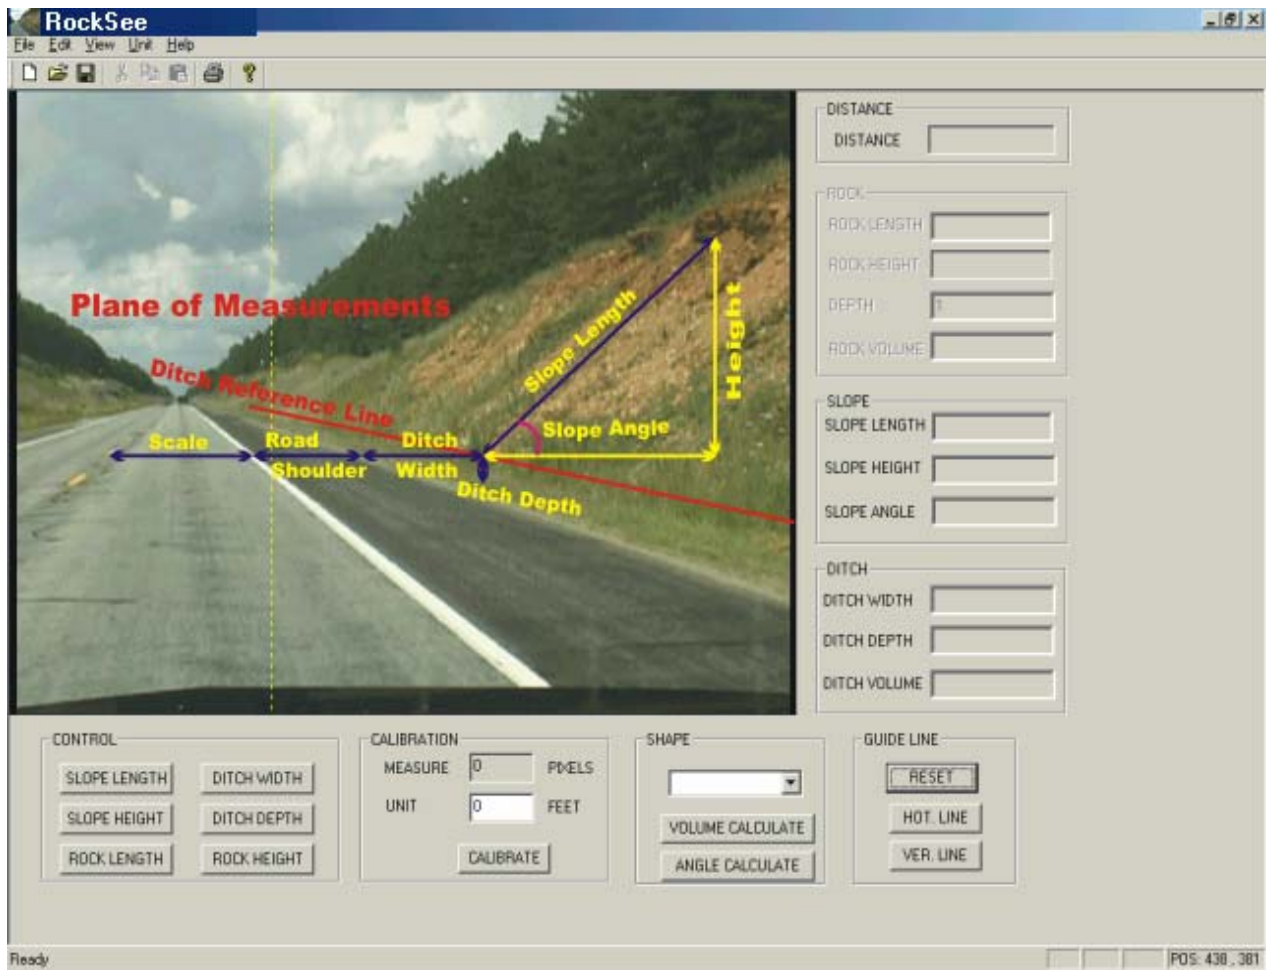 RockSee
File Edit View Unit Help
Plane of Measurements
Ditch Reference Line
Slope Length
Height
Slope Angle
Scale
Road
Shoulder
Ditch
Width
Ditch Depth
DISTANCE
DISTANCE
ROCK
ROCK LENGTH
ROCK HEIGHT
DEPTH 1
ROCK VOLUME
SLOPE
SLOPE LENGTH
SLOPE HEIGHT
SLOPE ANGLE
DITCH
DITCH WIDTH
DITCH DEPTH
DITCH VOLUME
CONTROL
SLOPE LENGTH DITCH WIDTH
SLOPE HEIGHT DITCH DEPTH
ROCK LENGTH ROCK HEIGHT
CALIBRATION
MEASURE 0 PIXELS
UNIT 0 FEET
CALIBRATE
SHAPE
VOLUME CALCULATE
ANGLE CALCULATE
GUIDE LINE
RESET
HOT. LINE
VER. LINE
Ready POS: 438 , 381